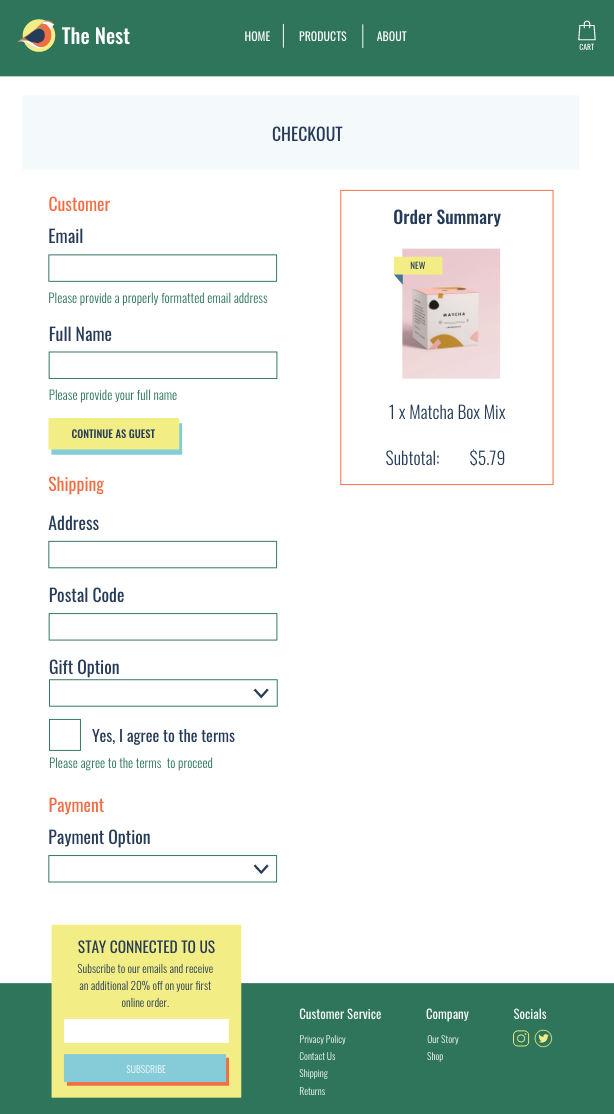 The Nest
HOME
PRODUCTS
ABOUT
CART
CHECKOUT
Customer
Email
Please provide a properly formatted email address
Full Name
Please provide your full name
CONTINUE AS GUEST
Shipping
Address
Postal Code
Gift Option
Yes, I agree to the terms
Please agree to the terms to proceed
Payment
Payment Option
Order Summary
NEW
MATCHA
1 x Matcha Box Mix
Subtotal: $5.79
STAY CONNECTED TO US
Subscribe to our emails and receive
an additional 20% off on your first
online order.
SUBSCRIBE
Customer Service
Privacy Policy
Contact Us
Shipping
Returns
Company
Our Story
Shop
Socials